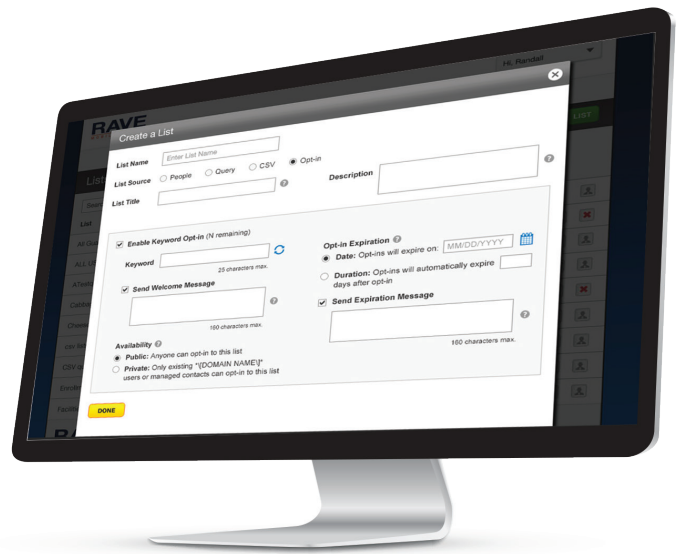 Hi, Randall
RAVE
Create a List
LIST
List Name
Enter List Name
List Source
People
Query
CSV
Opt-in
List Title
Description
Enable Keyword Opt-in (N remaining)
Keyword
25 characters max.
Send Welcome Message
160 characters max.
Availability
Public: Anyone can opt-in to this list
Private: Only existing "\[DOMAIN NAME\]"
users or managed contacts can opt-in to this list
Opt-in Expiration
Date: Opt-ins will expire on:
MM/DD/YYYY
Duration: Opt-ins will automatically expire
days after opt-in
Send Expiration Message
160 characters max.
DONE
List